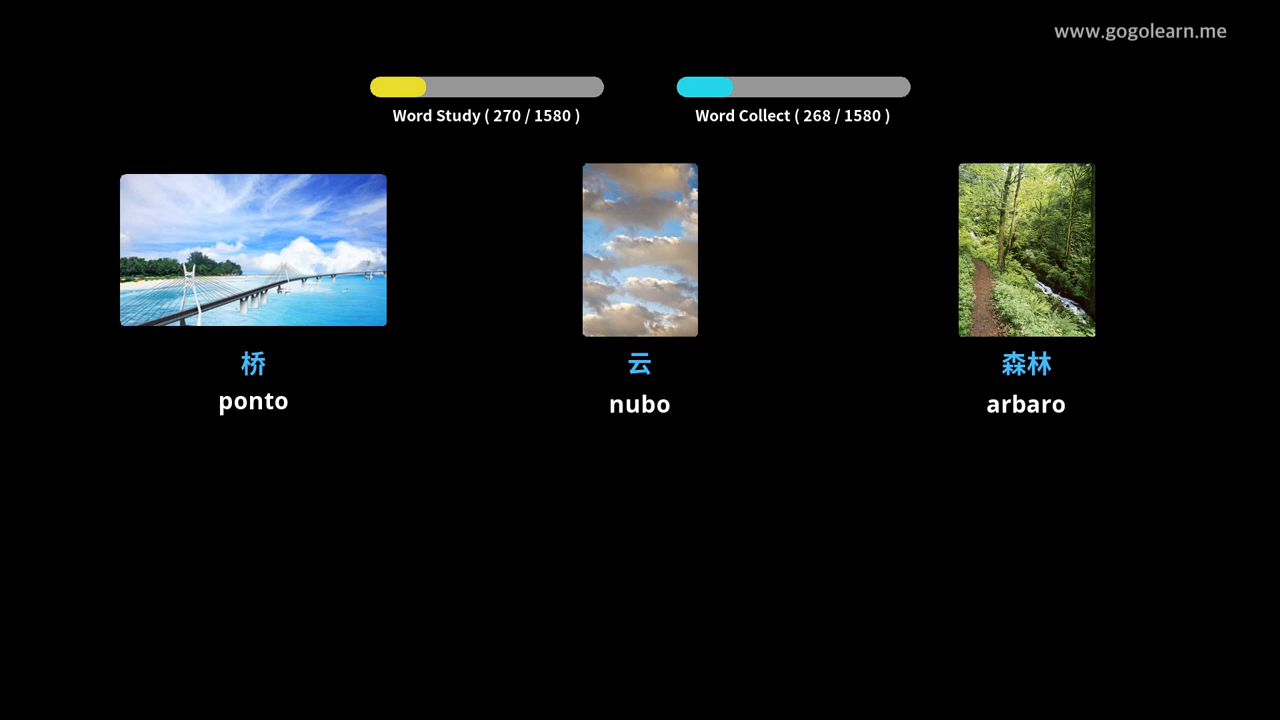 www.gogolearn.me
Word Study ( 270 / 1580 )
Word Collect ( 268 / 1580 )
桥
云
森林
ponto
nubo
arbaro